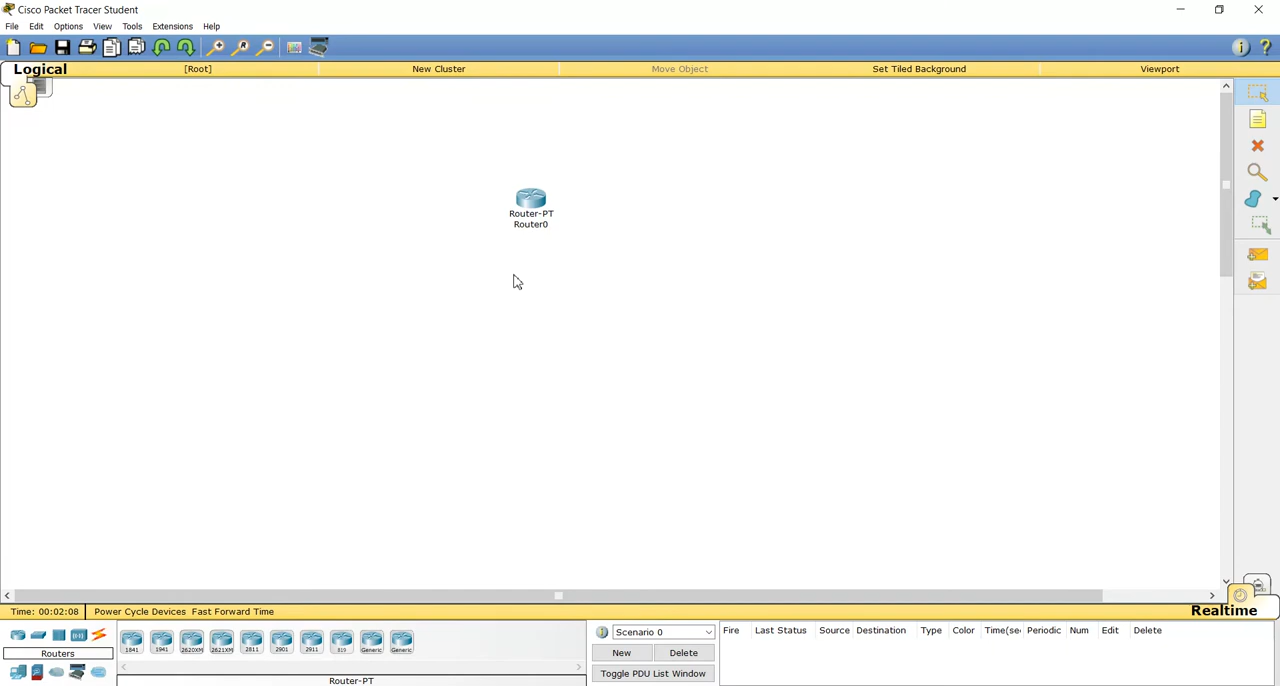 Cisco Packet Tracer Student
File Edit Options View Tools Extensions Help
Logical [Root] New Cluster Move Object Set Tiled Background Viewport
Router-PT
Router0
Time: 00:02:08 Power Cycle Devices Fast Forward Time
Realtime
Routers
1841 1941 2620XM 2621XM 2811 2901 2911 819 Generic Generic
Router-PT
Scenario 0
New Delete
Toggle PDU List Window
Fire Last Status Source Destination Type Color Time(se Periodic Num Edit Delete